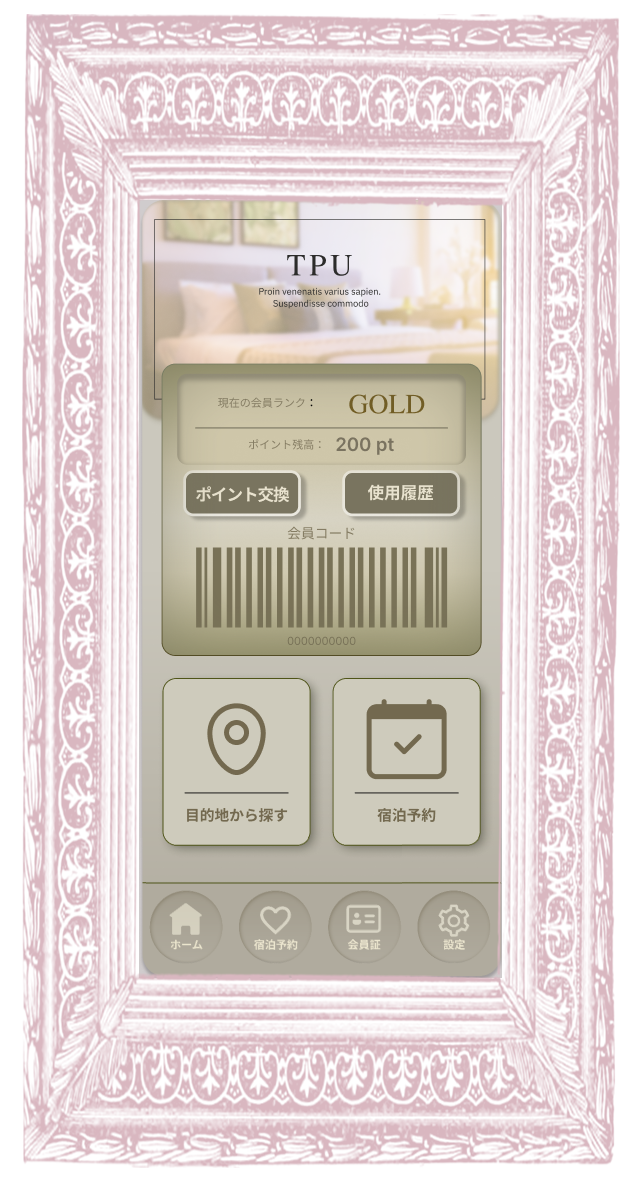 TPU
Proin venenatis varius sapien.
Suspendisse commodo
現在の会員ランク： GOLD
ポイント残高： 200 pt
ポイント交換 使用履歴
会員コード
0000000000
目的地から探す 宿泊予約
ホーム 宿泊予約 会員証 設定